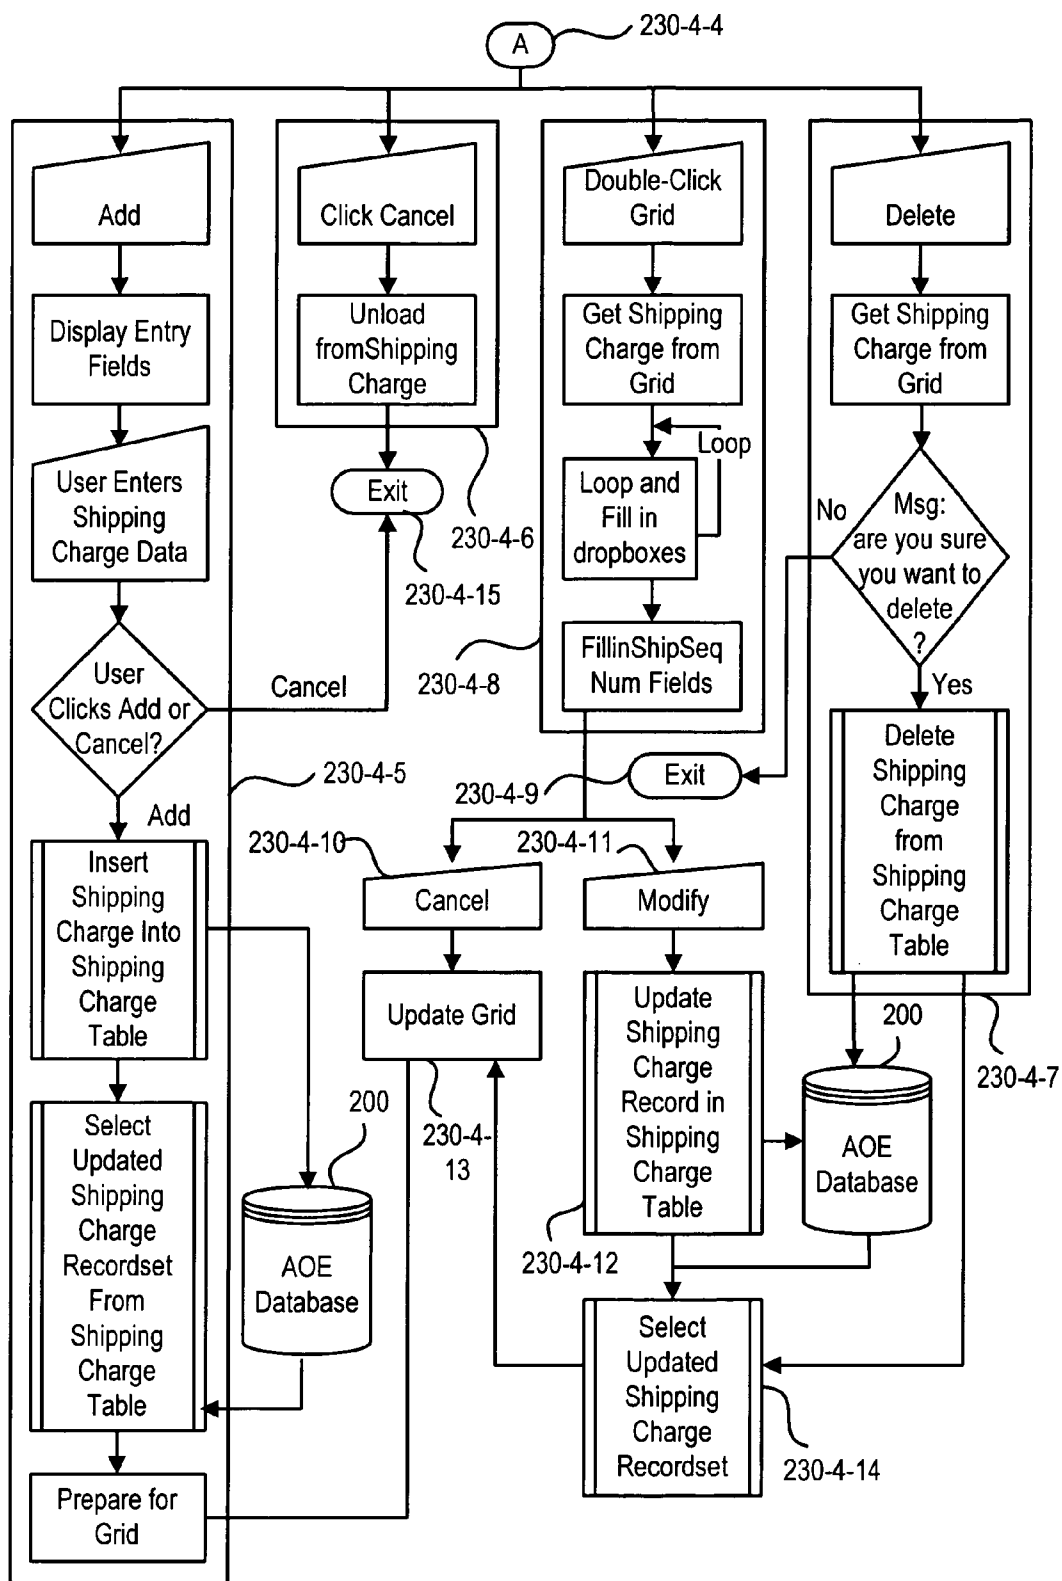 A
230-4-4
Add
Display Entry
Fields
User Enters
Shipping
Charge Data
User
Clicks Add or
Cancel?
Cancel
Add
230-4-5
Insert
Shipping
Charge Into
Shipping
Charge
Table
Select
Updated
Shipping
Charge
Recordset
From
Shipping
Charge
Table
Prepare for
Grid
200
AOE
Database
Click Cancel
Unload
fromShipping
Charge
230-4-6
Exit
230-4-15
Double-Click
Grid
Get Shipping
Charge from
Grid
Loop
Loop and
Fill in
dropboxes
FillinShipSeq
Num Fields
230-4-8
Delete
Get Shipping
Charge from
Grid
Msg:
are you sure
you want to
delete
?
No
Yes
Exit
230-4-9
Delete
Shipping
Charge
from
Shipping
Charge
Table
230-4-7
230-4-10
Cancel
Update Grid
230-4-
13
230-4-11
Modify
Update
Shipping
Charge
Record in
Shipping
Charge
Table
230-4-12
200
AOE
Database
Select
Updated
Shipping
Charge
Recordset
230-4-14